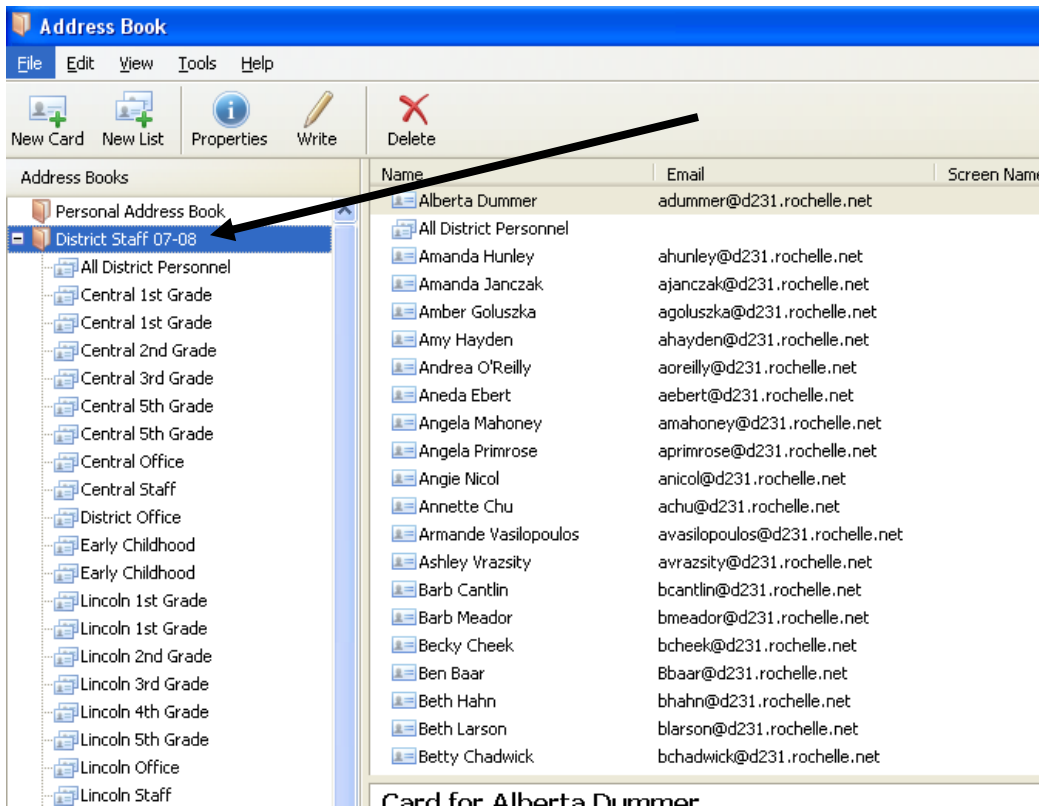 Address Book
File Edit View Tools Help
New Card New List Properties Write Delete
Address Books
Personal Address Book
District Staff 07-08
All District Personnel
Central 1st Grade
Central 1st Grade
Central 2nd Grade
Central 3rd Grade
Central 5th Grade
Central 5th Grade
Central Office
Central Staff
District Office
Early Childhood
Early Childhood
Lincoln 1st Grade
Lincoln 1st Grade
Lincoln 2nd Grade
Lincoln 3rd Grade
Lincoln 4th Grade
Lincoln 5th Grade
Lincoln Office
Lincoln Staff
Name Email Screen Name
Alberta Dummer adummer@d231.rochelle.net
All District Personnel
Amanda Hunley ahunley@d231.rochelle.net
Amanda Janczak ajanczak@d231.rochelle.net
Amber Goluszka agoluszka@d231.rochelle.net
Amy Hayden ahayden@d231.rochelle.net
Andrea O'Reilly aoreilly@d231.rochelle.net
Aneda Ebert aebert@d231.rochelle.net
Angela Mahoney amahoney@d231.rochelle.net
Angela Primrose aprimrose@d231.rochelle.net
Angie Nicol anicol@d231.rochelle.net
Annette Chu achu@d231.rochelle.net
Armande Vasilopoulos avasilopoulos@d231.rochelle.net
Ashley Vrazsity avrazsity@d231.rochelle.net
Barb Cantlin bcantlin@d231.rochelle.net
Barb Meador bmeador@d231.rochelle.net
Becky Cheek bcheek@d231.rochelle.net
Ben Baar Bbaar@d231.rochelle.net
Beth Hahn bhahn@d231.rochelle.net
Beth Larson blarson@d231.rochelle.net
Betty Chadwick bchadwick@d231.rochelle.net
Card for Alberta Dummer